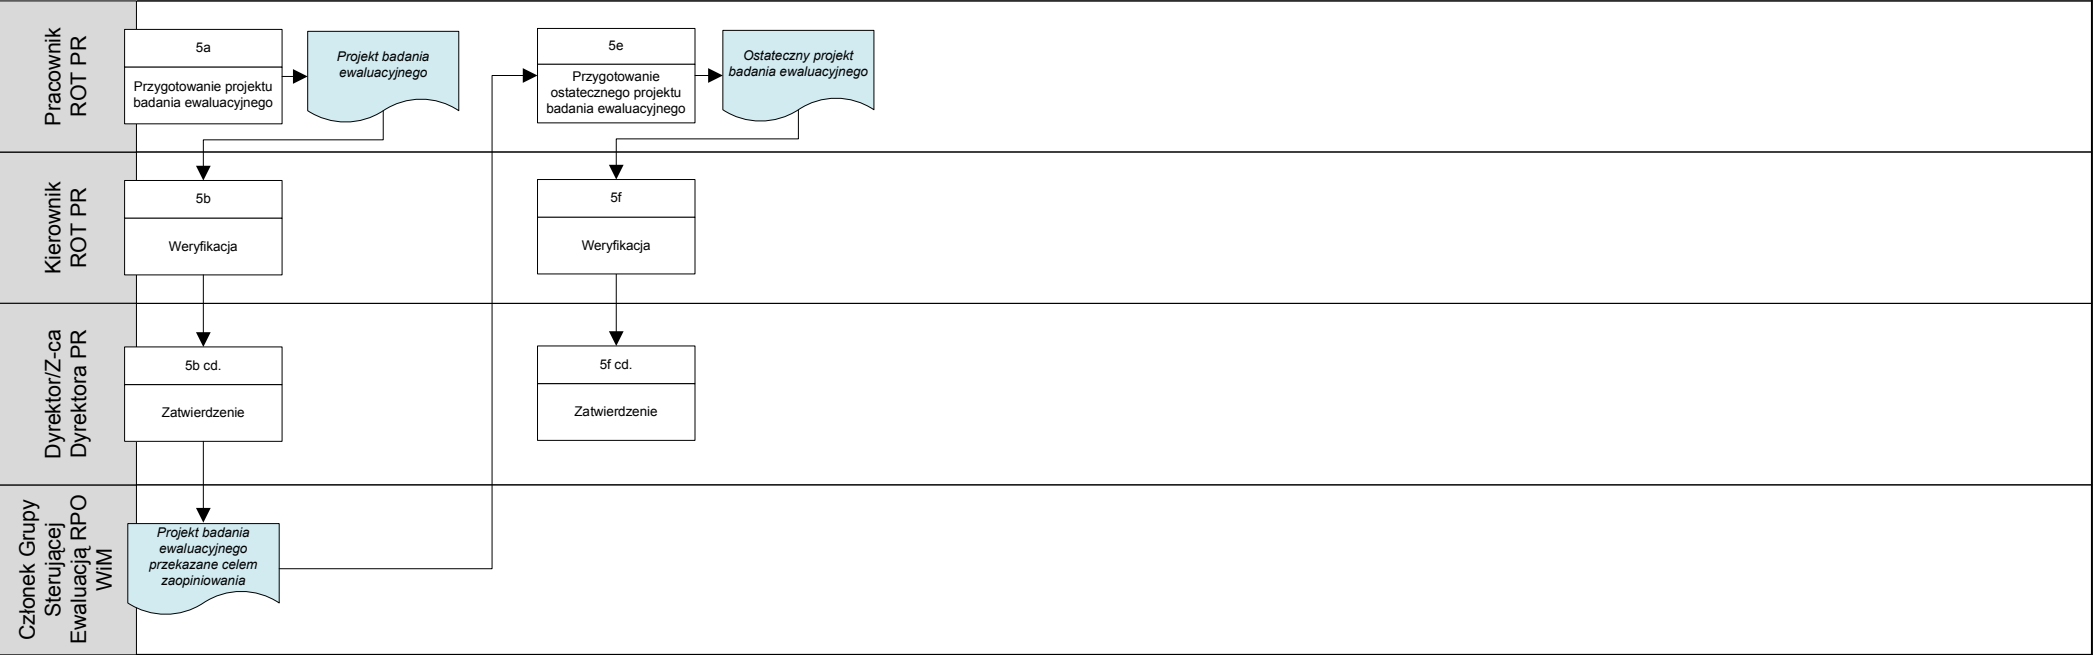 Pracownik
ROT PR
5a
Przygotowanie projektu
badania ewaluacyjnego
Projekt badania
ewaluacyjnego
5e
Przygotowanie
ostatecznego projektu
badania ewaluacyjnego
Ostateczny projekt
badania ewaluacyjnego
Kierownik
ROT PR
5b
Weryfikacja
5f
Weryfikacja
Dyrektor/Z-ca
Dyrektora PR
5b cd.
Zatwierdzenie
5f cd.
Zatwierdzenie
Członek Grupy
Sterującej
Ewaluacją RPO
WiM
Projekt badania
ewaluacyjnego
przekazane celem
zaopiniowania